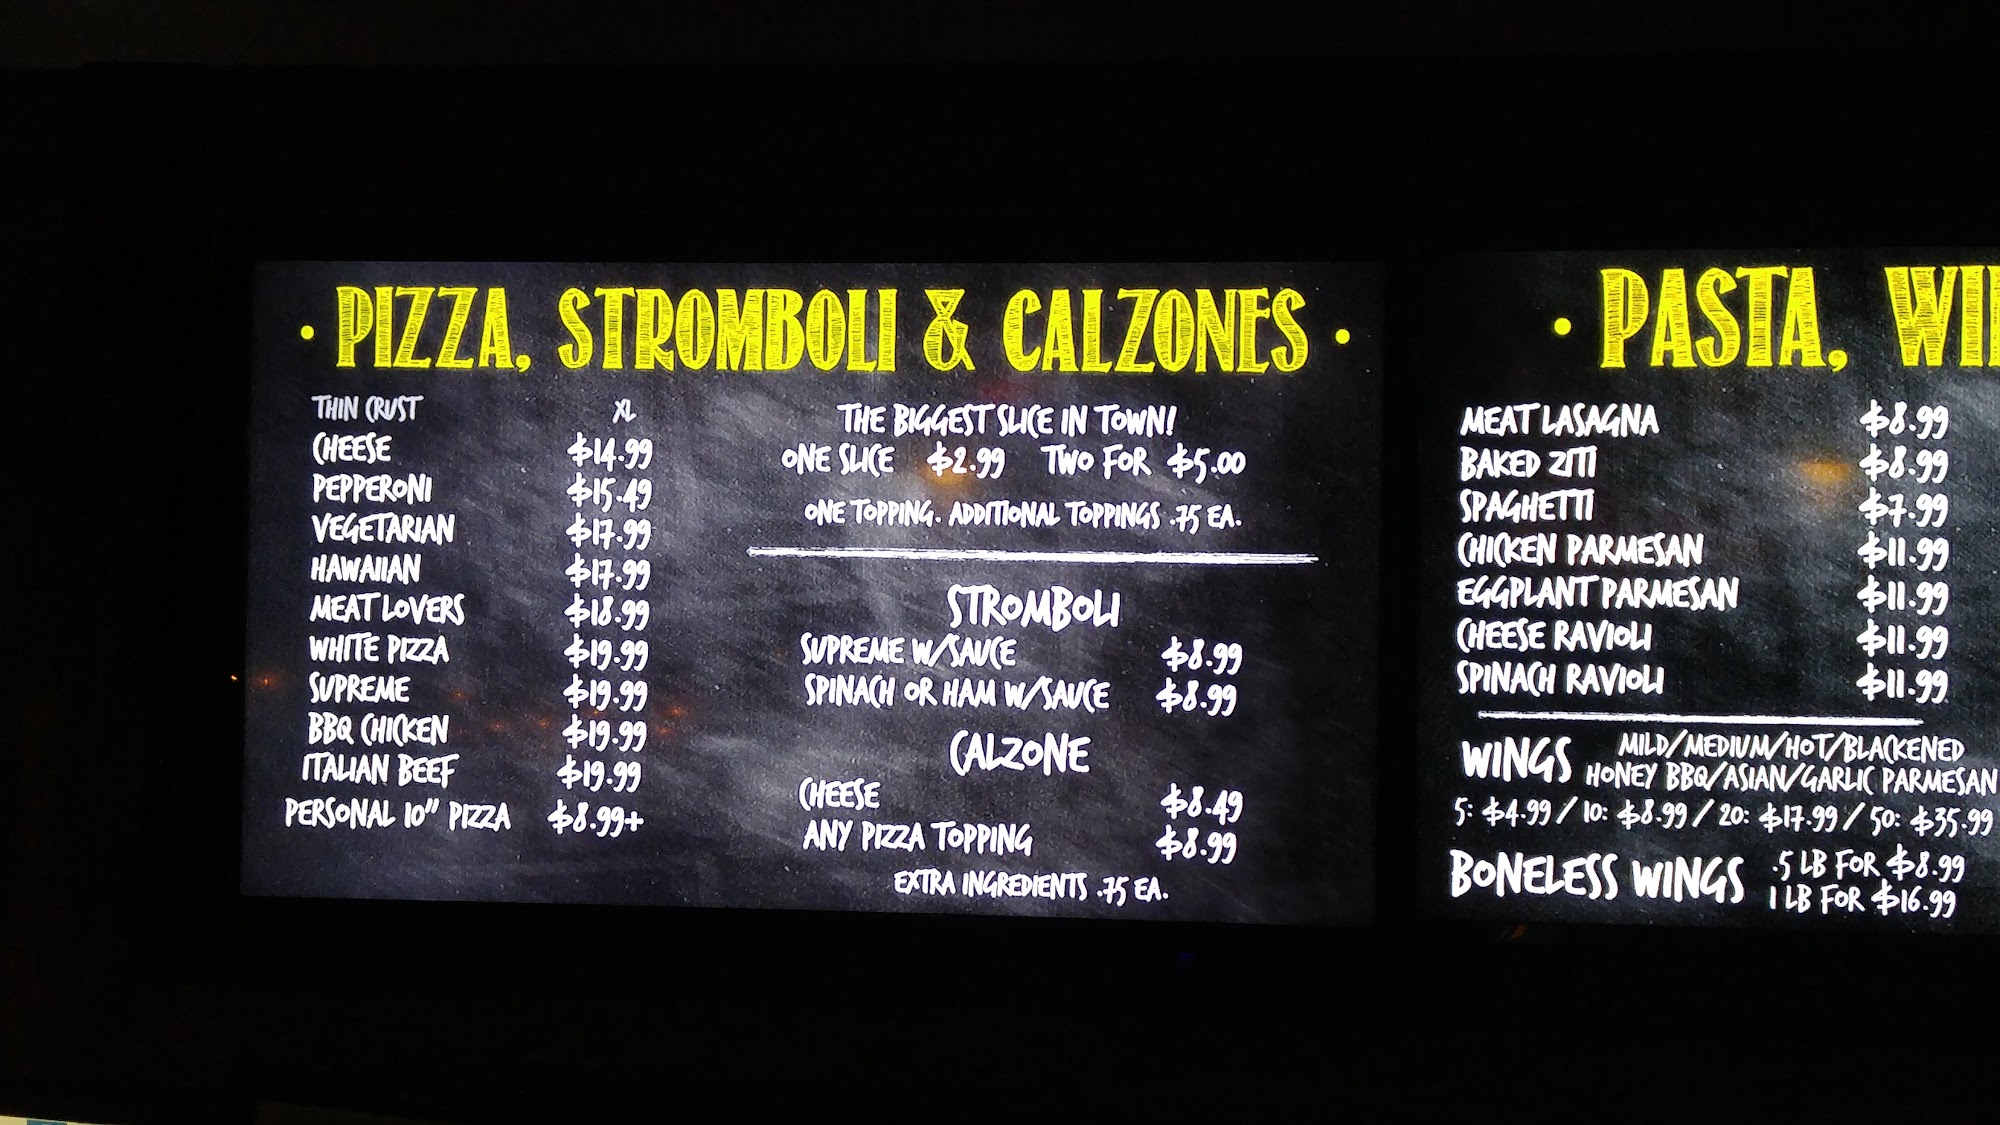 • PIZZA, STROMBOLI & CALZONES •
THIN CRUST XL
CHEESE $14.99
PEPPERONI $15.49
VEGETARIAN $17.99
HAWAIIAN $17.99
MEAT LOVERS $18.99
WHITE PIZZA $19.99
SUPREME $19.99
BBQ CHICKEN $19.99
ITALIAN BEEF $19.99
PERSONAL 10" PIZZA $8.99+
THE BIGGEST SLICE IN TOWN!
ONE SLICE $2.99 TWO FOR $5.00
ONE TOPPING. ADDITIONAL TOPPINGS .75 EA.
STROMBOLI
SUPREME W/SAUCE $8.99
SPINACH OR HAM W/SAUCE $8.99
CALZONE
CHEESE $8.49
ANY PIZZA TOPPING $8.99
EXTRA INGREDIENTS .75 EA.
• PASTA,
MEAT LASAGNA $8.99
BAKED ZITI $8.99
SPAGHETTI $7.99
CHICKEN PARMESAN $11.99
EGGPLANT PARMESAN $11.99
CHEESE RAVIOLI $11.99
SPINACH RAVIOLI $11.99
WINGS MILD/MEDIUM/HOT/BLACKENED
HONEY BBQ/ASIAN/GARLIC PARMESAN
5: $4.99 / 10: $8.99 / 20: $17.99 / 50: $35.99
BONELESS WINGS .5 LB FOR $8.99
1 LB FOR $16.99